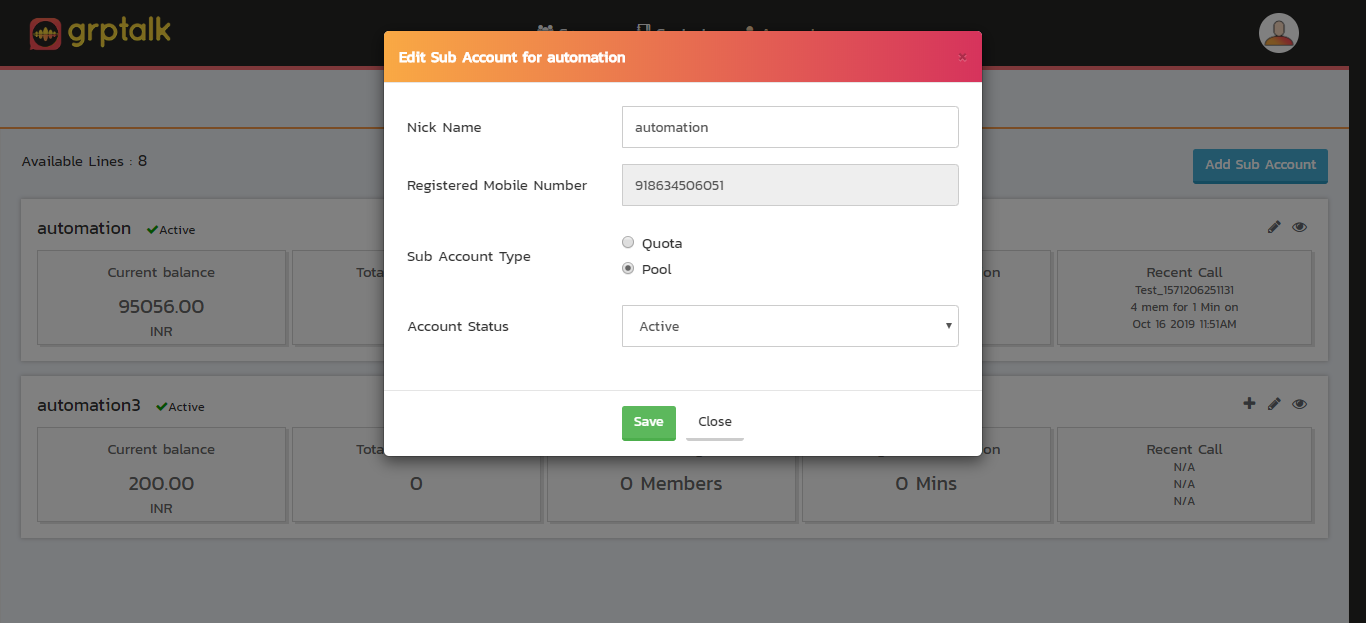 grptalk
Edit Sub Account for automation
×
Nick Name
automation
Registered Mobile Number
918634506051
Sub Account Type
Quota
Pool
Account Status
Active
Save
Close
Available Lines : 8
Add Sub Account
automation
Active
Current balance
95056.00
INR
Tota
on
Recent Call
Test_1571206251131
4 mem for 1 Min on
Oct 16 2019 11:51AM
automation3
Active
Current balance
200.00
INR
Tota
0
0 Members
on
0 Mins
Recent Call
N/A
N/A
N/A